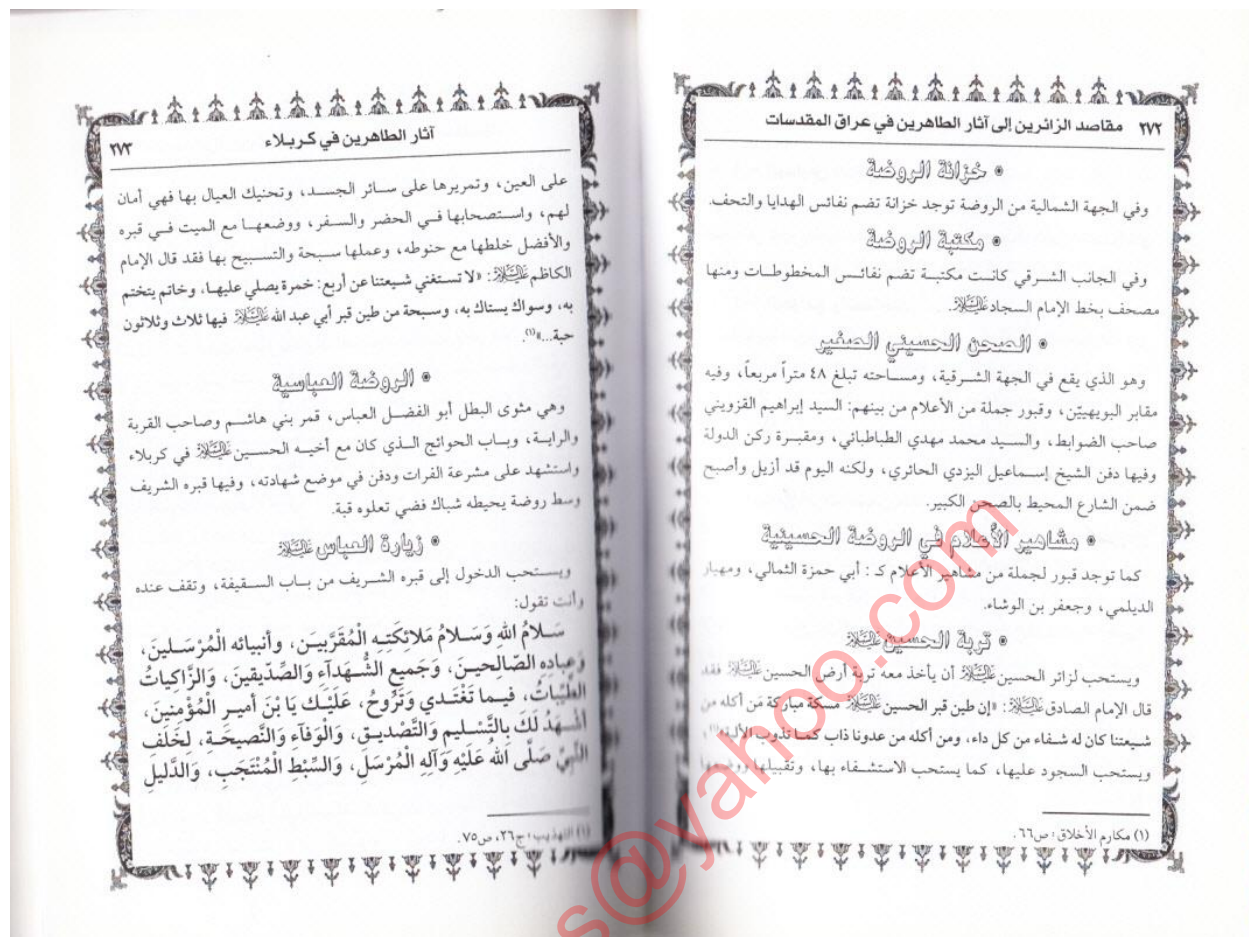 ٢٧٢ مقاصد الزائرين إلى آثار الطاهرين في عراق المقدسات
* خزانة الروضة
وفي الجهة الشمالية من الروضة توجد خزانة تضم نفائس الهدايا والتحف.
* مكتبة الروضة
وفي الجانب الشرقي كانت مكتبة تضم نفائس المخطوطات ومنها
مصحف بخط الإمام السجاد عليه السلام.
* الصحن الحسيني الصغير
وهو الذي يقع في الجهة الشرقية، ومساحته تبلغ ٤٨ متراً مربعاً، وفيه
مقابر البويهيّن، وقبور جملة من الأعلام من بينهم: السيد إبراهيم القزويني
صاحب الضوابط، والسيد محمد مهدي الطباطبائي، ومقبرة ركن الدولة
وفيها دفن الشيخ إسماعيل اليزدي الحائري، ولكنه اليوم قد أزيل وأصبح
ضمن الشارع المحيط بالصحن الكبير.
* مشاهير الأعلام في الروضة الحسينية
كما توجد قبور لجملة من مشاهير الأعلام كـ : أبي حمزة الثمالي، ومهيار
الديلمي، وجعفر بن الوشاء.
* تربة الحسين عليه السلام
ويستحب لزائر الحسين عليه السلام أن يأخذ معه تربة أرض الحسين عليه السلام فقد
قال الإمام الصادق عليه السلام: «إن طين قبر الحسين عليه السلام مسكة مباركة من أكله من
شيعتنا كان له شفاء من كل داء، ومن أكله من عدونا ذاب كما تذوب الألية»(١)،
ويستحب السجود عليها، كما يستحب الاستشفاء بها، وتقبيلها ووضعها
(١) مكارم الأخلاق: ص٦٦.
آثار الطاهرين في كربلاء ٢٧٣
على العين، وتمريرها على سائر الجسد، وتحنيك العيال بها فهي أمان
لهم، واستصحابها في الحضر والسفر، ووضعها مع الميت في قبره
والأفضل خلطها مع حنوطه، وعملها سبحة والتسبيح بها فقد قال الإمام
الكاظم عليه السلام: «لا تستغني شيعتنا عن أربع: خمرة يصلي عليها، وخاتم يتختم
به، وسواك يستاك به، وسبحة من طين قبر أبي عبد الله عليه السلام فيها ثلاث وثلاثون
حبة...»(١).
* الروضة العباسية
وهي مثوى البطل أبو الفضل العباس، قمر بني هاشم وصاحب القربة
والراية، وباب الحوائج الذي كان مع أخيه الحسين عليه السلام في كربلاء
واستشهد على مشرعة الفرات ودفن في موضع شهادته، وفيها قبره الشريف
وسط روضة يحيطه شباك فضي تعلوه قبة.
* زيارة العباس عليه السلام
ويستحب الدخول إلى قبره الشريف من باب السقيفة، وتقف عنده
وأنت تقول:
سَلامُ اللهِ وَسَلامُ مَلائِكَتِهِ الْمُقَرَّبيَن، وأنبيائه الْمُرْسَلينَ،
وَعِبادِهِ الصّالِحينَ، وَجَميعِ الشُّهَدآءِ وَالصِّدّيقينَ، وَالزّاكِياتُ
الطَّيِّباتُ، فيما تَغْتَدي وَتَرُوحُ، عَلَيْكَ يَا بْنَ أميرِ الْمُؤْمِنينَ،
أشْهَدُ لَكَ بِالتَّسْليمِ وَالتَّصْديقِ، وَالْوَفآءِ وَالنَّصيحَةِ، لِخَلَفِ
النَّبِيِّ صَلّى اللهُ عَلَيْهِ وَآلِهِ الْمُرْسَلِ، وَالسِّبْطِ الْمُنْتَجَبِ، وَالدَّليلِ
(١) التهذيب: ج٢٦، ص٧٥.
s@yahoo.com